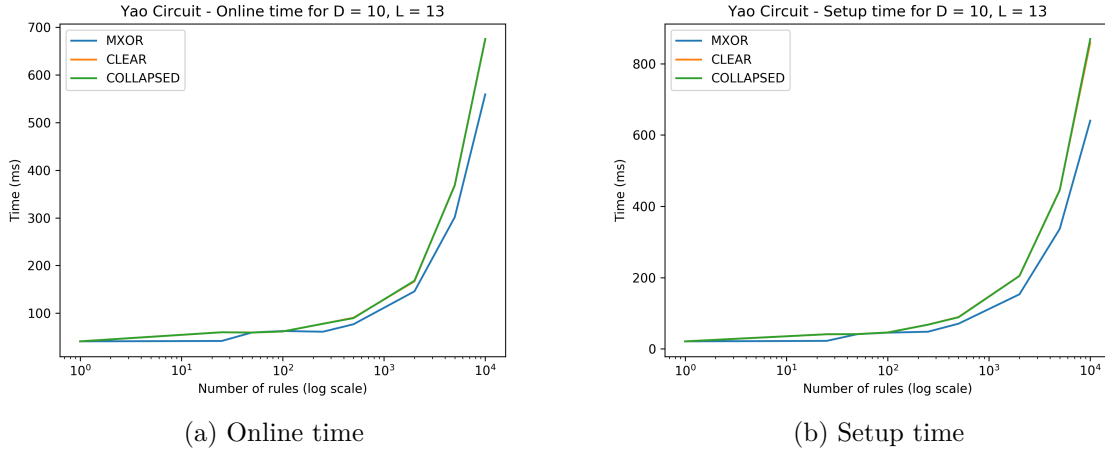 Yao Circuit - Online time for D = 10, L = 13
700
600
500
400
300
200
100
Time (ms)
MXOR
CLEAR
COLLAPSED
10^0
10^1
10^2
10^3
10^4
Number of rules (log scale)
(a) Online time
Yao Circuit - Setup time for D = 10, L = 13
800
600
400
200
0
Time (ms)
MXOR
CLEAR
COLLAPSED
10^0
10^1
10^2
10^3
10^4
Number of rules (log scale)
(b) Setup time